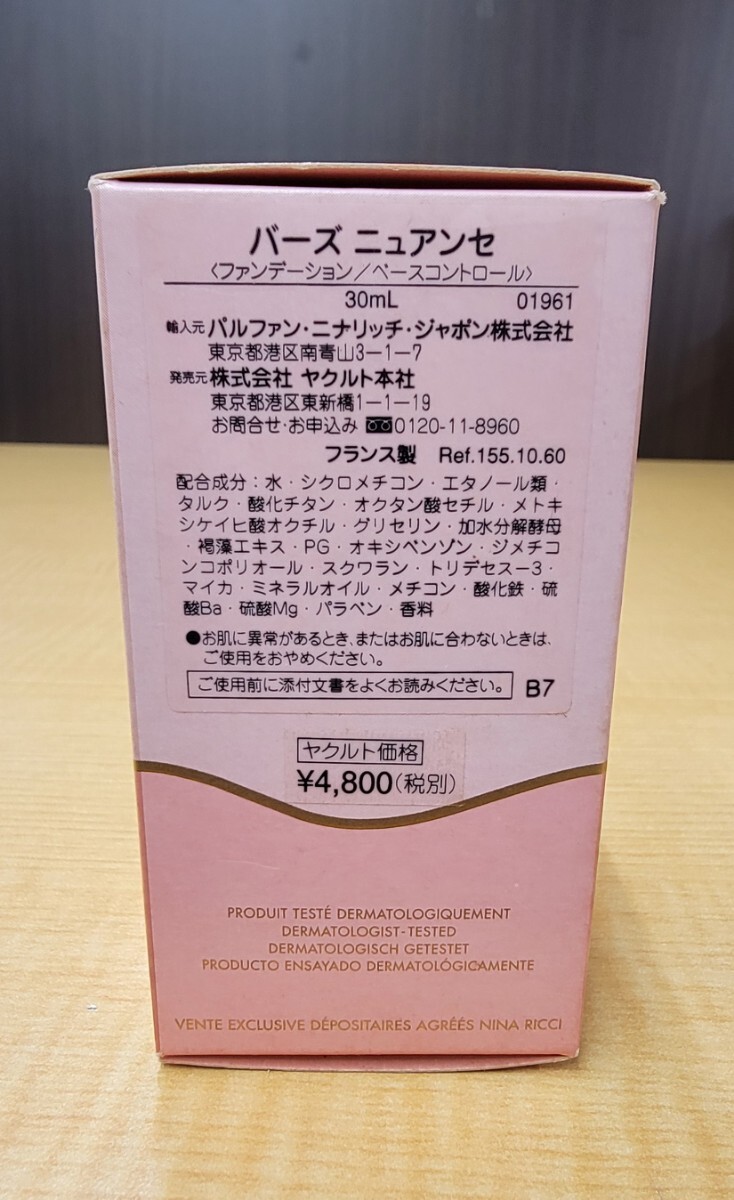 バーズ ニュアンセ
〈ファンデーション/ベースコントロール〉
30mL 01961
輸入元 パルファン・ニナリッチ・ジャポン株式会社
東京都港区南青山3-1-7
発売元 株式会社 ヤクルト本社
東京都港区東新橋1-1-19
お問合せ・お申込み 0120-11-8960
フランス製 Ref.155.10.60
配合成分:水・シクロメチコン・エタノール類・
タルク・酸化チタン・オクタン酸セチル・メトキ
シケイヒ酸オクチル・グリセリン・加水分解酵母
・褐藻エキス・PG・オキシベンゾン・ジメチコ
ンコポリオール・スクワラン・トリデセスー3・
マイカ・ミネラルオイル・メチコン・酸化鉄・硫
酸Ba・硫酸Mg・パラベン・香料
●お肌に異常があるとき、またはお肌に合わないときは、
ご使用をおやめください。
ご使用前に添付文書をよくお読みください。 B7
ヤクルト価格
¥4,800(税別)
PRODUIT TESTÉ DERMATOLOGIQUEMENT
DERMATOLOGIST-TESTED
DERMATOLOGISCH GETESTET
PRODUCTO ENSAYADO DERMATOLÓGICAMENTE
VENTE EXCLUSIVE DÉPOSITAIRES AGRÉÉS NINA RICCI